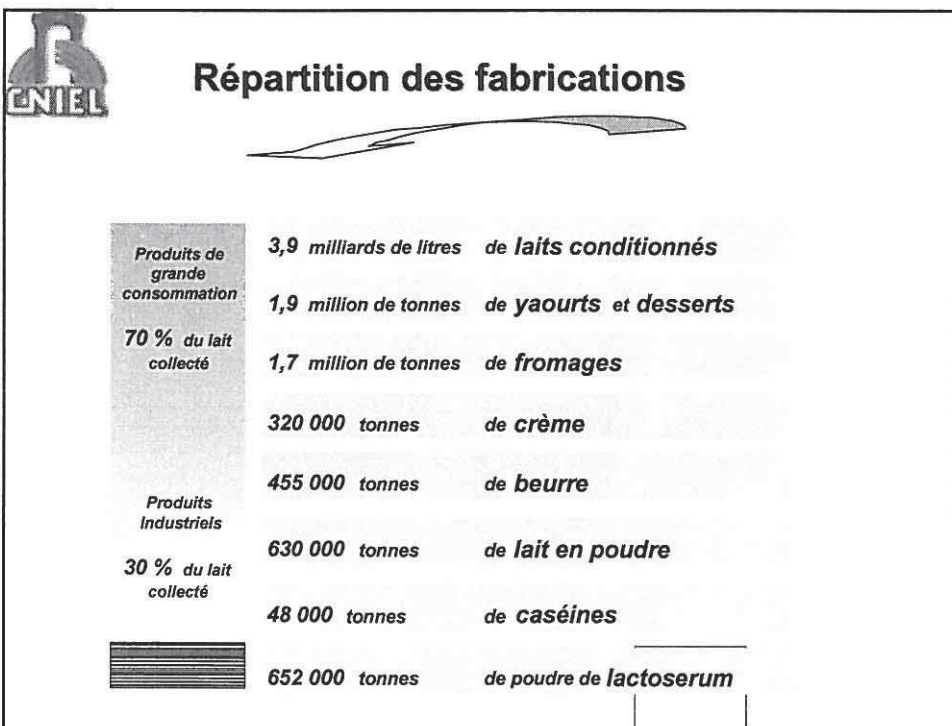 CNIEL
Répartition des fabrications
Produits de
grande
consommation
70 % du lait
collecté
3,9 milliards de litres de laits conditionnés
1,9 million de tonnes de yaourts et desserts
1,7 million de tonnes de fromages
320 000 tonnes de crème
455 000 tonnes de beurre
Produits
Industriels
30 % du lait
collecté
630 000 tonnes de lait en poudre
48 000 tonnes de caséines
652 000 tonnes de poudre de lactoserum